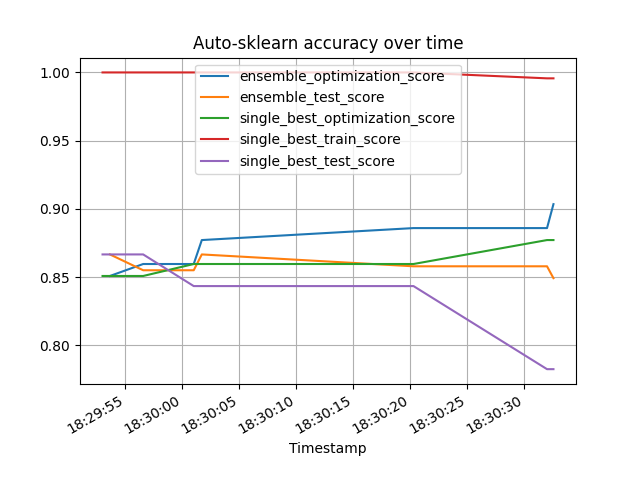 Auto-sklearn accuracy over time
1.00
0.95
0.90
0.85
0.80
ensemble_optimization_score
ensemble_test_score
single_best_optimization_score
single_best_train_score
single_best_test_score
18:29:55
18:30:00
18:30:05
18:30:10
18:30:15
18:30:20
18:30:25
18:30:30
Timestamp